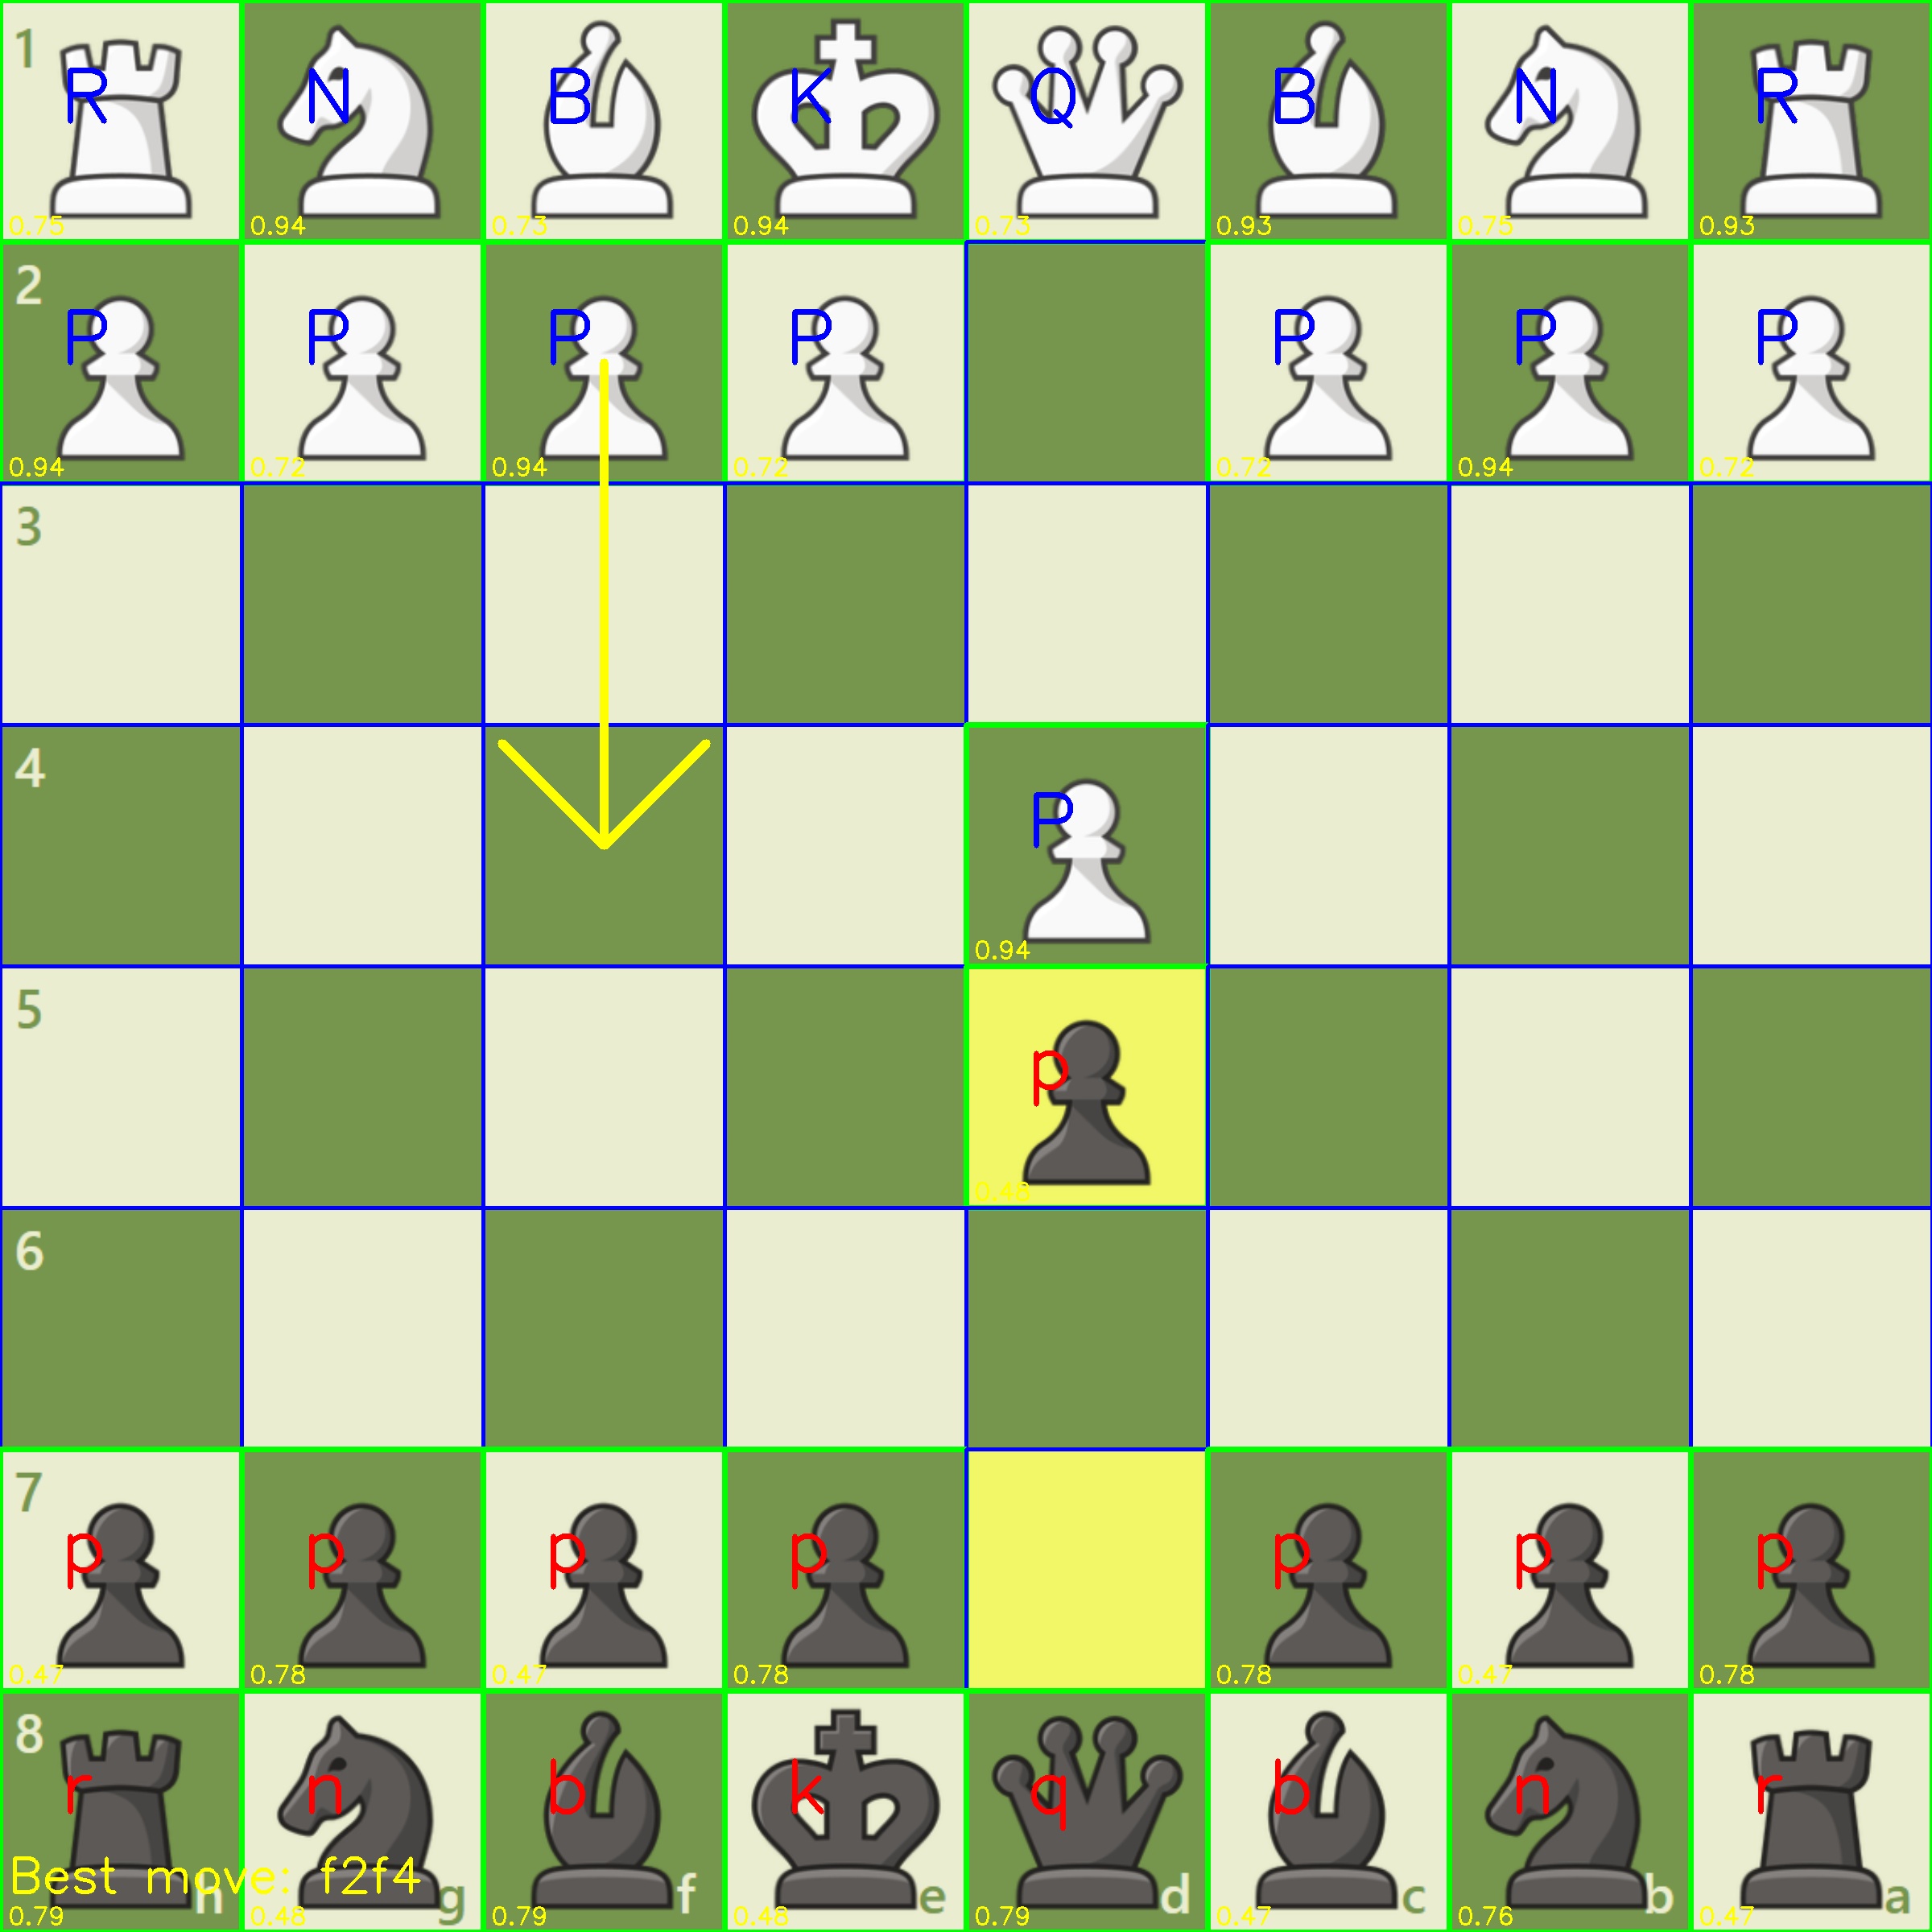 1
R N B K Q B N R
0.75 0.94 0.73 0.94 0.73 0.93 0.75 0.93
2
P P P P P P P
0.94 0.72 0.94 0.72 0.72 0.94 0.72
3
4
P
0.94
5
p
0.48
6
7
p p p p p p p
0.47 0.78 0.47 0.78 0.78 0.47 0.78
8
r n b k q b n r
Best move: f2f4
h g f e d c b a
0.79 0.48 0.79 0.48 0.79 0.47 0.76 0.47